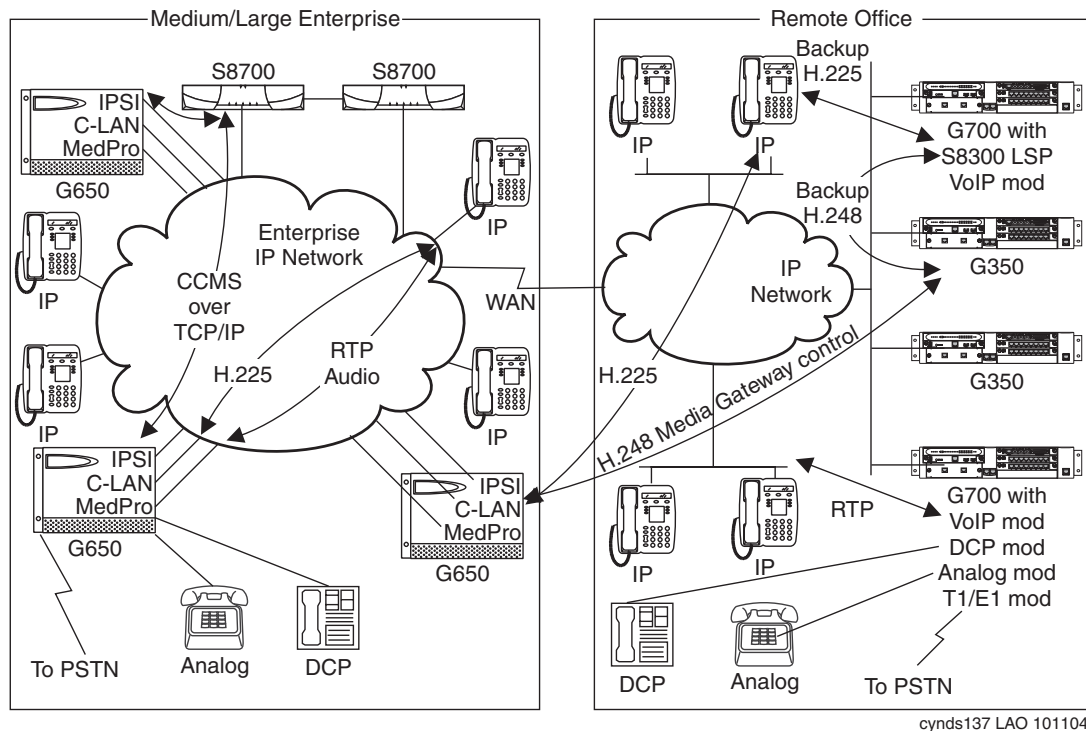 Medium/Large Enterprise
S8700
S8700
IPSI
C-LAN
MedPro
G650
IP
IP
Enterprise
IP Network
CCMS
over
TCP/IP
H.225
RTP
Audio
IP
IP
IPSI
C-LAN
MedPro
G650
IPSI
C-LAN
MedPro
G650
To PSTN
Analog
DCP
WAN
Remote Office
IP
IP
Backup
H.225
G700 with
S8300 LSP
VoIP mod
Backup
H.248
G350
IP
Network
G350
H.225
H.248 Media Gateway control
RTP
IP
IP
G700 with
VoIP mod
DCP mod
Analog mod
T1/E1 mod
DCP
Analog
To PSTN
cynds137 LAO 101104